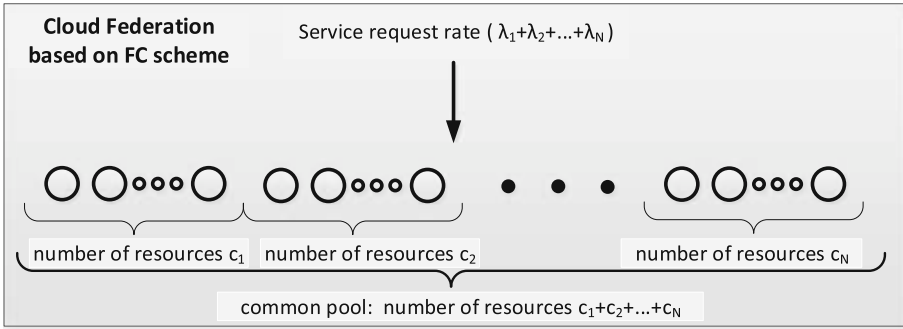 Cloud Federation
based on FC scheme
Service request rate ( λ₁+λ₂+...+λN )
number of resources c₁
number of resources c₂
number of resources cN
common pool: number of resources c₁+c₂+...+cN